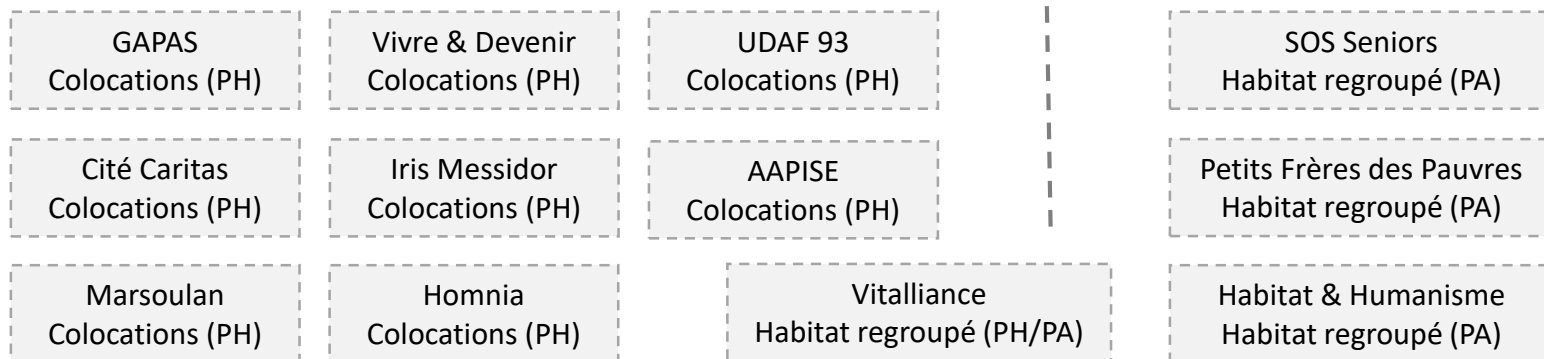 GAPAS
Colocations (PH)
Vivre & Devenir
Colocations (PH)
UDAF 93
Colocations (PH)
SOS Seniors
Habitat regroupé (PA)
Cité Caritas
Colocations (PH)
Iris Messidor
Colocations (PH)
AAPISE
Colocations (PH)
Petits Frères des Pauvres
Habitat regroupé (PA)
Marsoulan
Colocations (PH)
Homnia
Colocations (PH)
Vitalliance
Habitat regroupé (PH/PA)
Habitat & Humanisme
Habitat regroupé (PA)